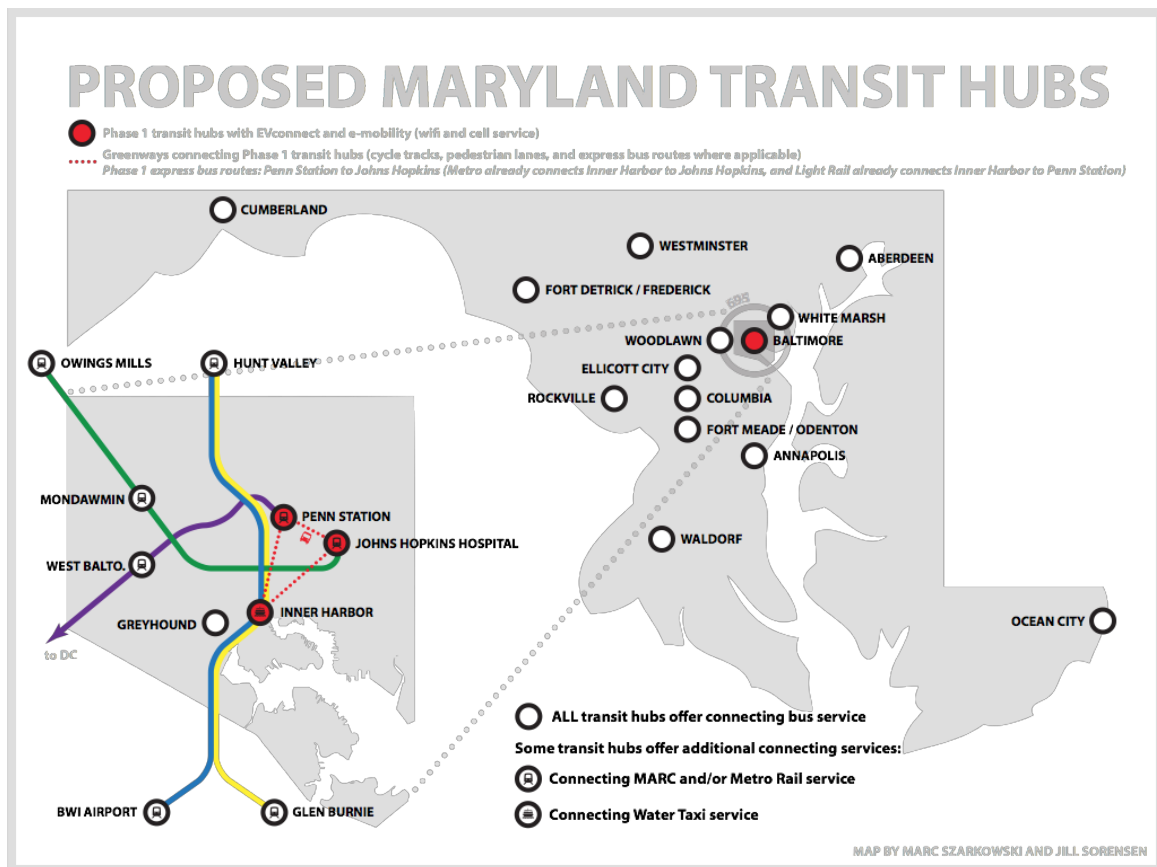 PROPOSED MARYLAND TRANSIT HUBS
Phase 1 transit hubs with EVconnect and e-mobility (wifi and cell service)
Greenways connecting Phase 1 transit hubs (cycle tracks, pedestrian lanes, and express bus routes where applicable)
Phase 1 express bus routes: Penn Station to Johns Hopkins (Metro already connects Inner Harbor to Johns Hopkins, and Light Rail already connects Inner Harbor to Penn Station)
CUMBERLAND
WESTMINSTER
ABERDEEN
FORT DETRICK / FREDERICK
695
WHITE MARSH
WOODLAWN
BALTIMORE
OWINGS MILLS
HUNT VALLEY
ELLICOTT CITY
ROCKVILLE
COLUMBIA
FORT MEADE / ODENTON
ANNAPOLIS
MONDAWMIN
PENN STATION
JOHNS HOPKINS HOSPITAL
WALDORF
WEST BALTO.
INNER HARBOR
GREYHOUND
OCEAN CITY
to DC
ALL transit hubs offer connecting bus service
Some transit hubs offer additional connecting services:
Connecting MARC and/or Metro Rail service
Connecting Water Taxi service
BWI AIRPORT
GLEN BURNIE
MAP BY MARC SZARKOWSKI AND JILL SORENSEN